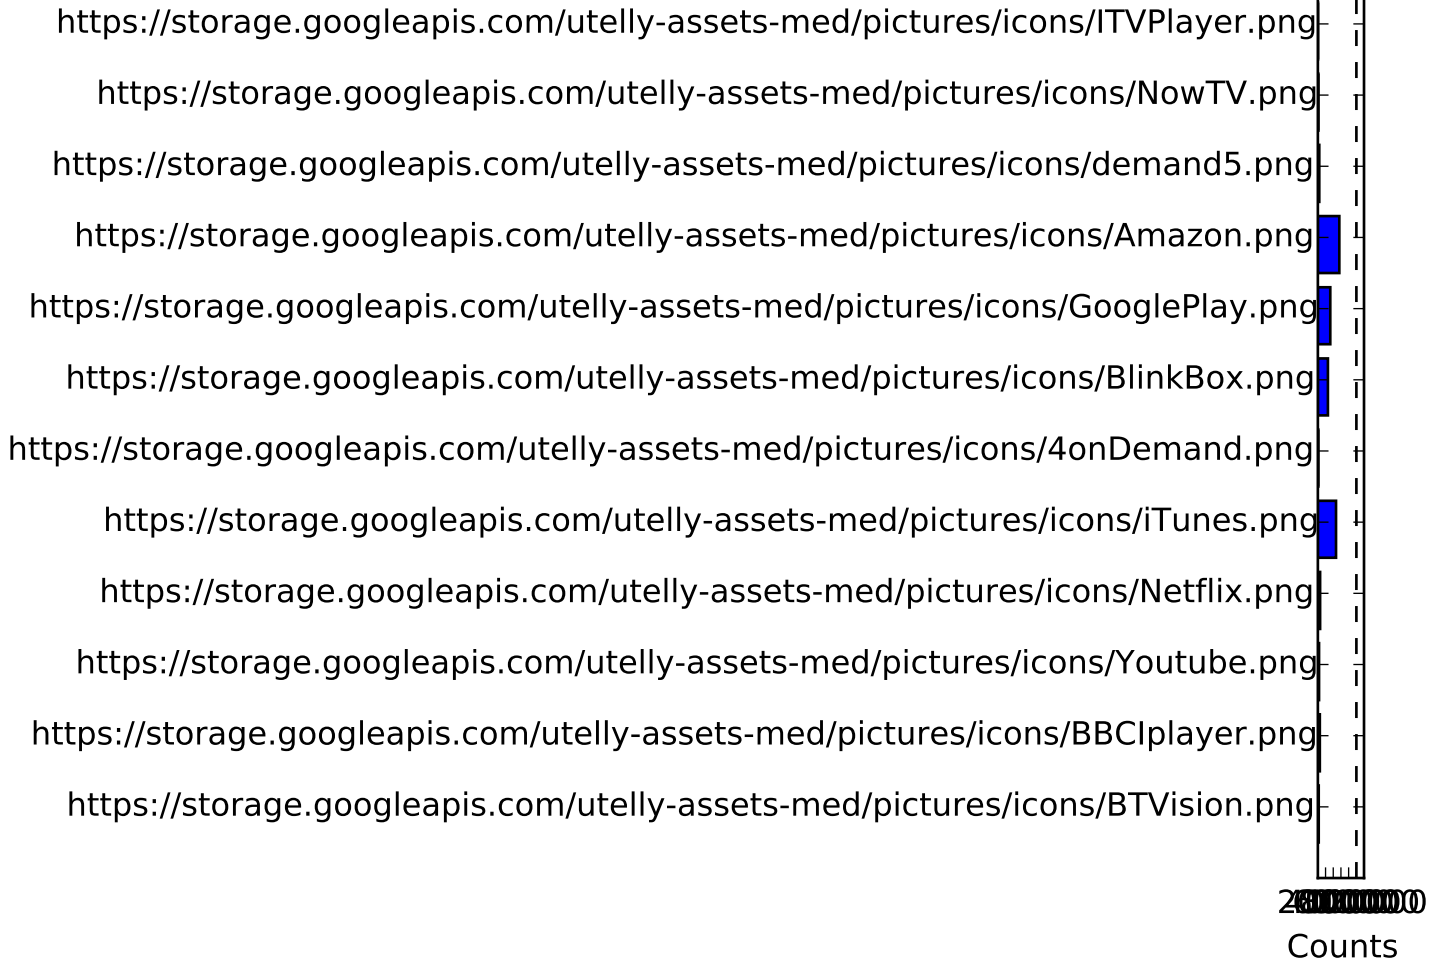 https://storage.googleapis.com/utelly-assets-med/pictures/icons/ITVPlayer.png
https://storage.googleapis.com/utelly-assets-med/pictures/icons/NowTV.png
https://storage.googleapis.com/utelly-assets-med/pictures/icons/demand5.png
https://storage.googleapis.com/utelly-assets-med/pictures/icons/Amazon.png
https://storage.googleapis.com/utelly-assets-med/pictures/icons/GooglePlay.png
https://storage.googleapis.com/utelly-assets-med/pictures/icons/BlinkBox.png
https://storage.googleapis.com/utelly-assets-med/pictures/icons/4onDemand.png
https://storage.googleapis.com/utelly-assets-med/pictures/icons/iTunes.png
https://storage.googleapis.com/utelly-assets-med/pictures/icons/Netflix.png
https://storage.googleapis.com/utelly-assets-med/pictures/icons/Youtube.png
https://storage.googleapis.com/utelly-assets-med/pictures/icons/BBCIplayer.png
https://storage.googleapis.com/utelly-assets-med/pictures/icons/BTVision.png
Counts